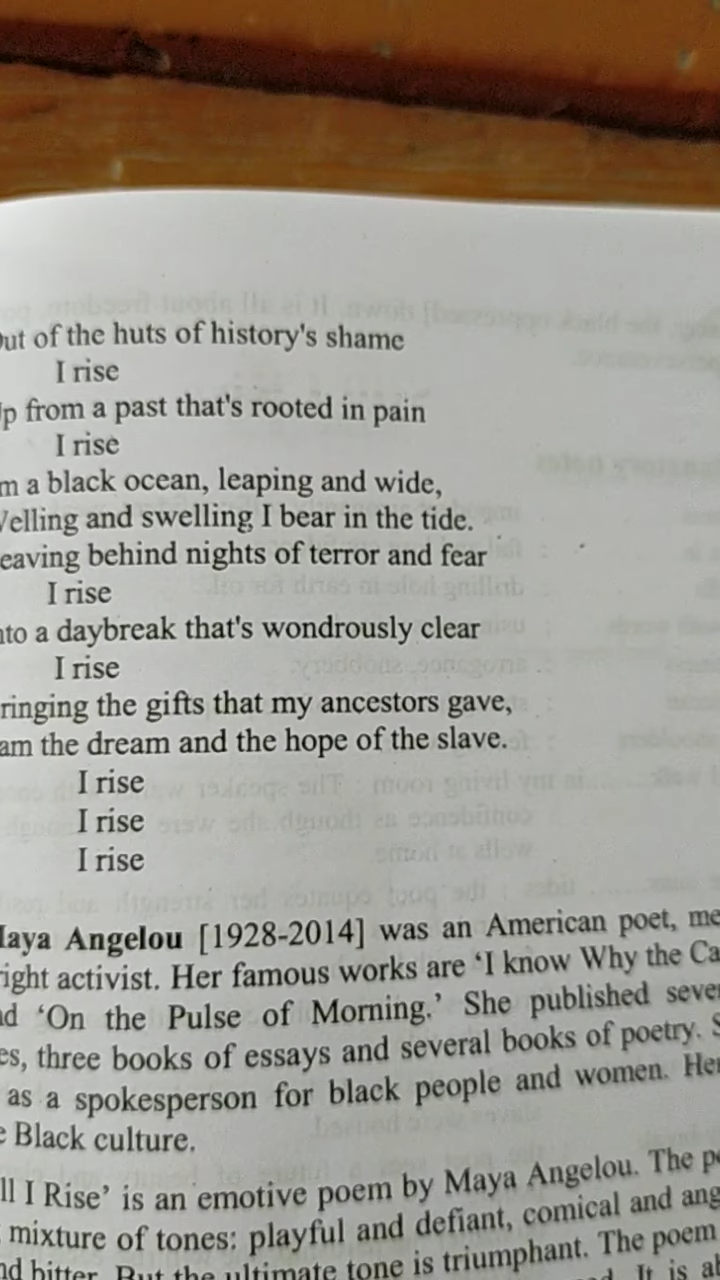 ut of the huts of history's shame
I rise
p from a past that's rooted in pain
I rise
m a black ocean, leaping and wide,
elling and swelling I bear in the tide.
eaving behind nights of terror and fear
I rise
nto a daybreak that's wondrously clear
I rise
ringing the gifts that my ancestors gave,
am the dream and the hope of the slave.
I rise
I rise
I rise
aya Angelou [1928-2014] was an American poet, me
ight activist. Her famous works are ‘I know Why the Ca
d ‘On the Pulse of Morning.’ She published seve
es, three books of essays and several books of poetry. S
as a spokesperson for black people and women. Her
e Black culture.
ll I Rise’ is an emotive poem by Maya Angelou. The p
mixture of tones: playful and defiant, comical and ang
nd bitter. But the ultimate tone is triumphant. The poem
It is a